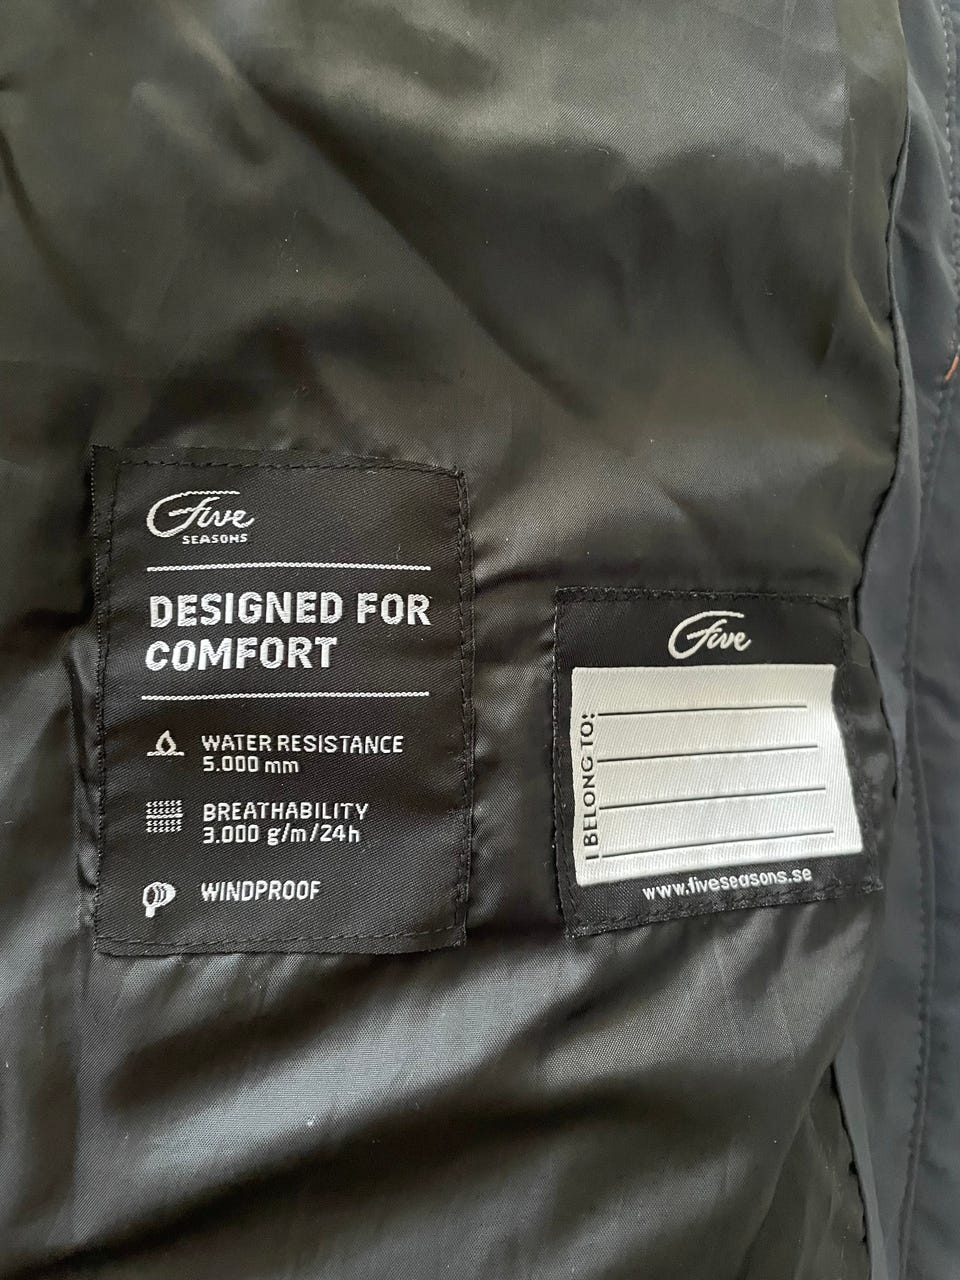 Five
SEASONS
DESIGNED FOR
COMFORT
WATER RESISTANCE
5.000 mm
BREATHABILITY
3.000 g/m/24h
WINDPROOF
Five
I BELONG TO:
www.fiveseasons.se